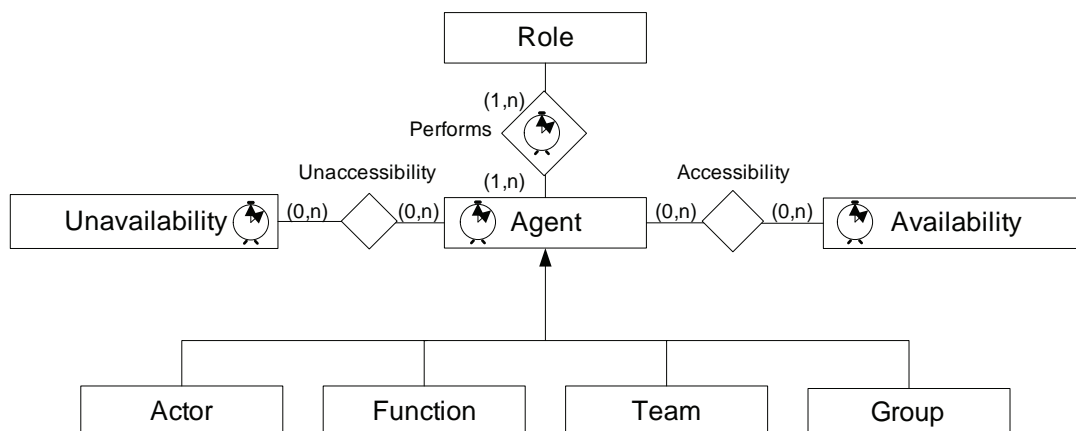 Role
(1,n)
Performs
(1,n)
Unaccessibility
Accessibility
Unavailability
(0,n)
(0,n)
Agent
(0,n)
(0,n)
Availability
Actor
Function
Team
Group